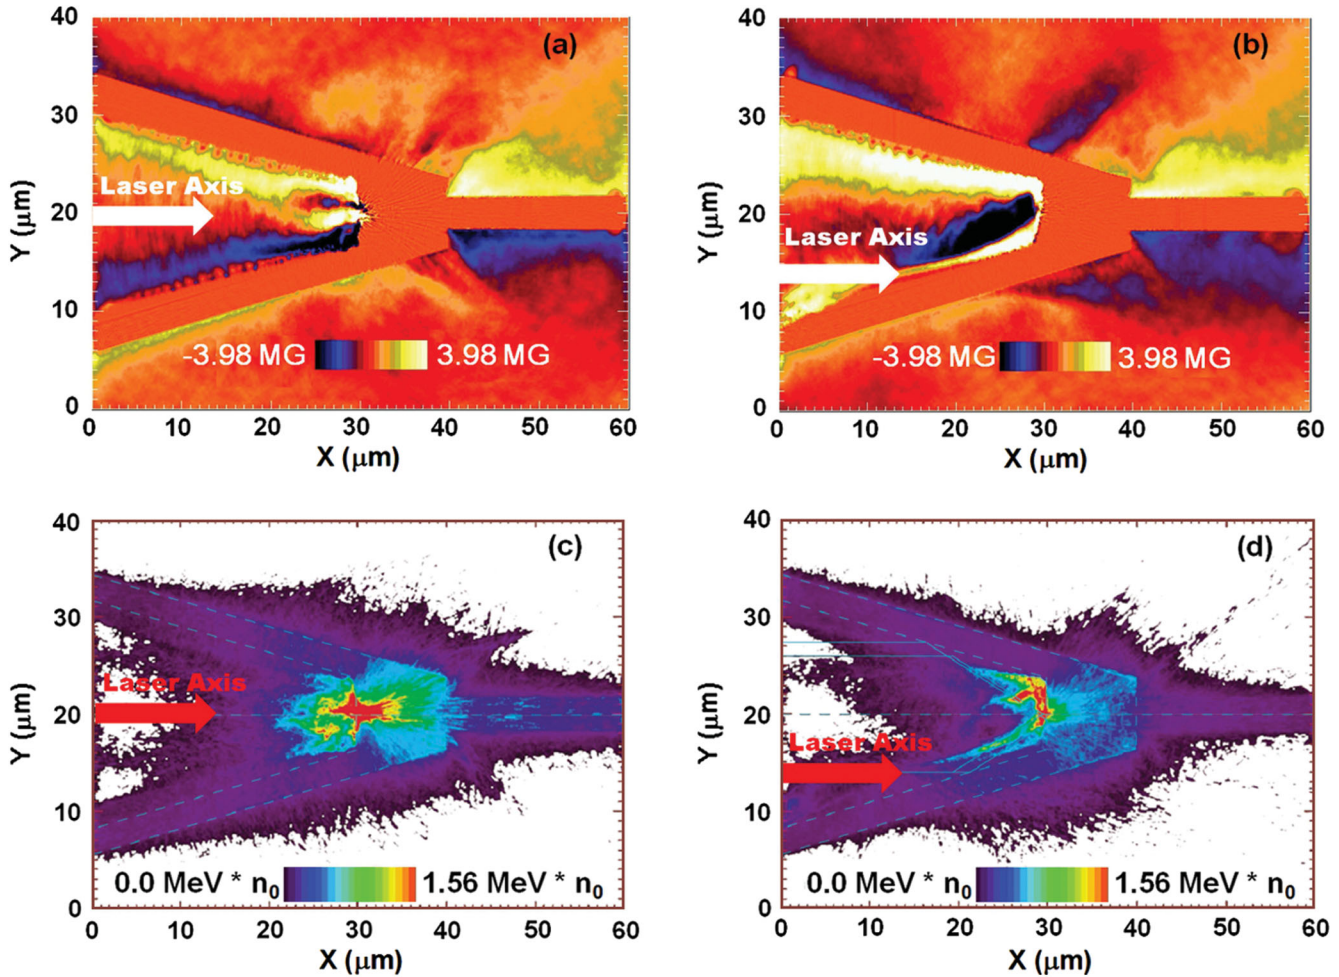 40
(a)
30
Y (μm)
Laser Axis
20
10
-3.98 MG
3.98 MG
0
0 10 20 30 40 50 60
X (μm)
40
(b)
30
Y (μm)
20
Laser Axis
10
-3.98 MG
3.98 MG
0
0 10 20 30 40 50 60
X (μm)
40
(c)
30
Y (μm)
Laser Axis
20
10
0.0 MeV * n0
1.56 MeV * n0
0
0 10 20 30 40 50 60
X (μm)
40
(d)
30
Y (μm)
20
Laser Axis
10
0.0 MeV * n0
1.56 MeV * n0
0
0 10 20 30 40 50 60
X (μm)